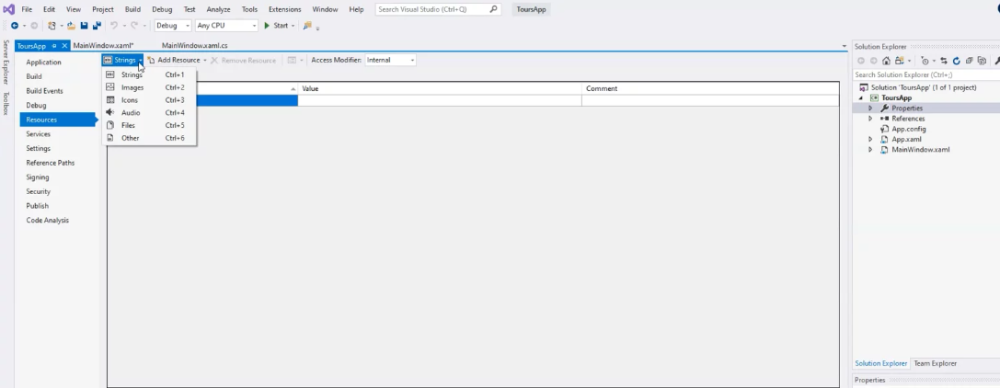 File Edit View Project Build Debug Test Analyze Tools Extensions Window Help Search Visual Studio (Ctrl+Q) ToursApp
Debug Any CPU Start
ToursApp MainWindow.xaml* MainWindow.xaml.cs
Server Explorer
Toolbox
Application
Build
Build Events
Debug
Resources
Services
Settings
Reference Paths
Signing
Security
Publish
Code Analysis
Strings Add Resource Remove Resource Access Modifier: Internal
Strings Ctrl+1
Images Ctrl+2
Icons Ctrl+3
Audio Ctrl+4
Files Ctrl+5
Other Ctrl+6
Value Comment
Solution Explorer
Search Solution Explorer (Ctrl+;)
Solution 'ToursApp' (1 of 1 project)
ToursApp
Properties
References
App.config
App.xaml
MainWindow.xaml
Solution Explorer Team Explorer
Properties